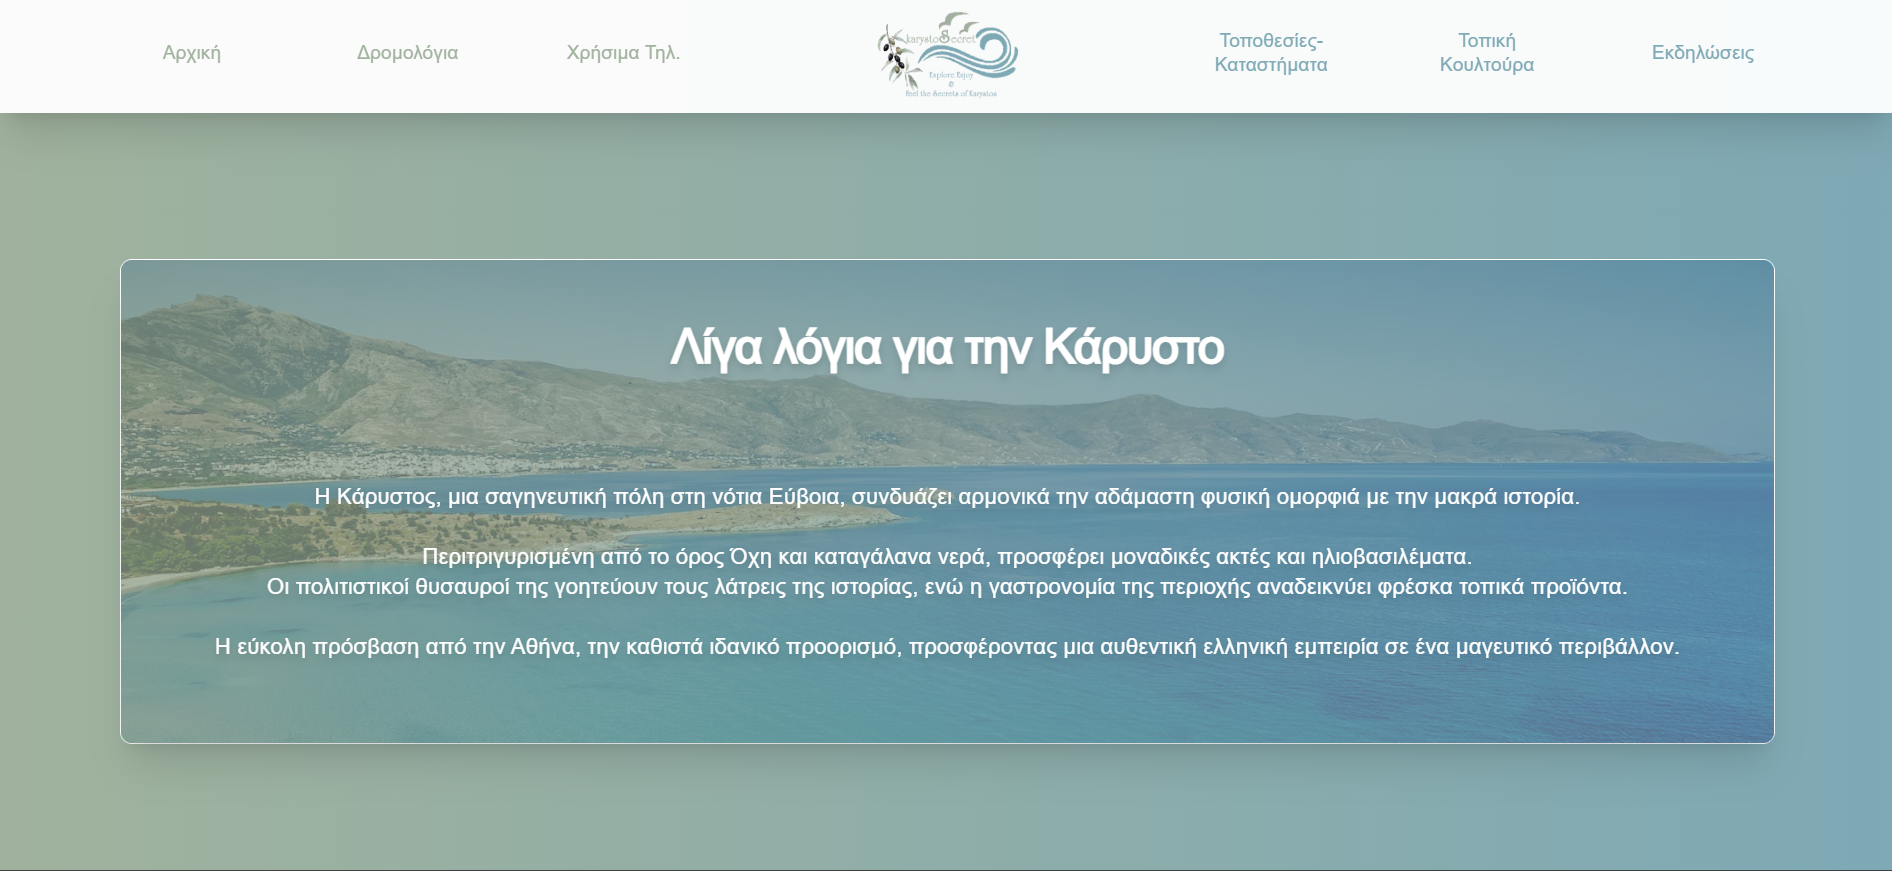 Αρχική
Δρομολόγια
Χρήσιμα Τηλ.
karystoSecret
Explore, Enjoy
&
Feel the Secrets of Karystos
Τοποθεσίες-
Καταστήματα
Τοπική
Κουλτούρα
Εκδηλώσεις
Λίγα λόγια για την Κάρυστο
Η Κάρυστος, μια σαγηνευτική πόλη στη νότια Εύβοια, συνδυάζει αρμονικά την αδάμαστη φυσική ομορφιά με την μακρά ιστορία.
Περιτριγυρισμένη από το όρος Όχη και καταγάλανα νερά, προσφέρει μοναδικές ακτές και ηλιοβασιλέματα.
Οι πολιτιστικοί θυσαυροί της γοητεύουν τους λάτρεις της ιστορίας, ενώ η γαστρονομία της περιοχής αναδεικνύει φρέσκα τοπικά προϊόντα.
Η εύκολη πρόσβαση από την Αθήνα, την καθιστά ιδανικό προορισμό, προσφέροντας μια αυθεντική ελληνική εμπειρία σε ένα μαγευτικό περιβάλλον.